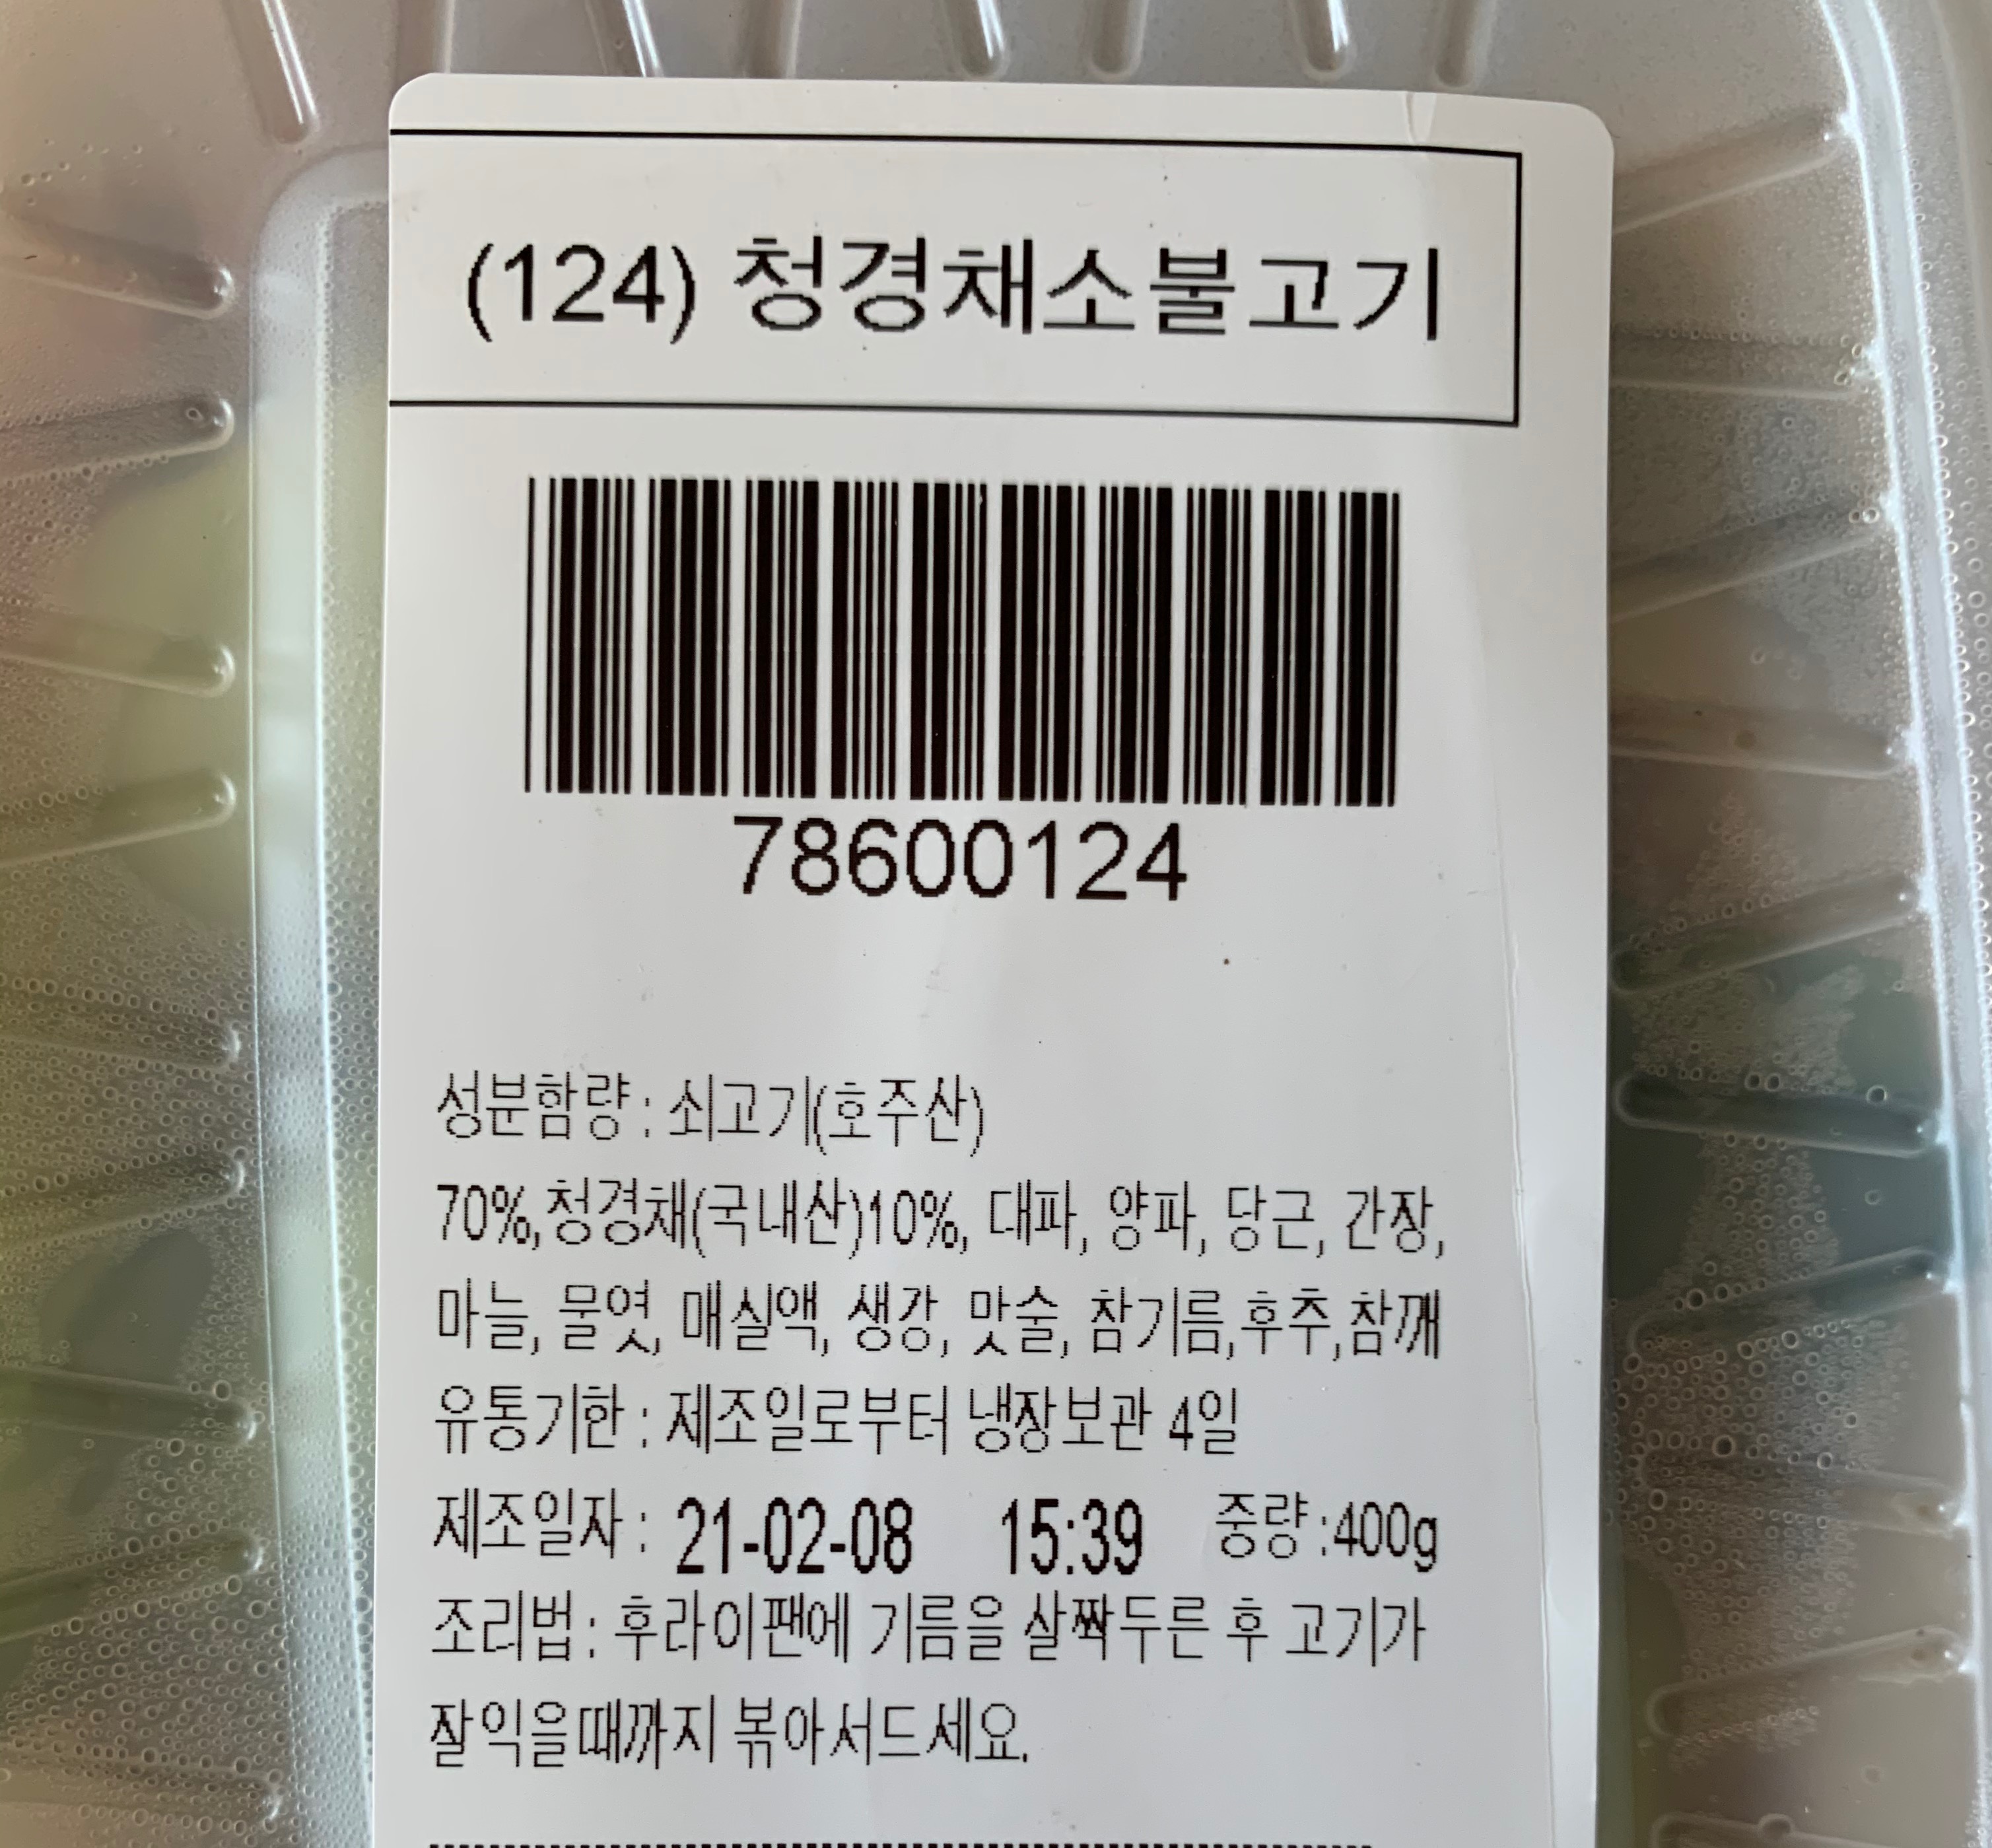 (124) 청경채소불고기
78600124
성분함량 : 쇠고기(호주산)
70%,청경채(국내산)10%, 대파, 양파, 당근, 간장,
마늘, 물엿, 매실액, 생강, 맛술, 참기름,후추,참깨
유통기한 : 제조일로부터 냉장보관 4일
제조일자 : 21-02-08 15:39 중량:400g
조리법 : 후라이팬에 기름을 살짝두른 후 고기가
잘익을때까지 볶아서드세요.